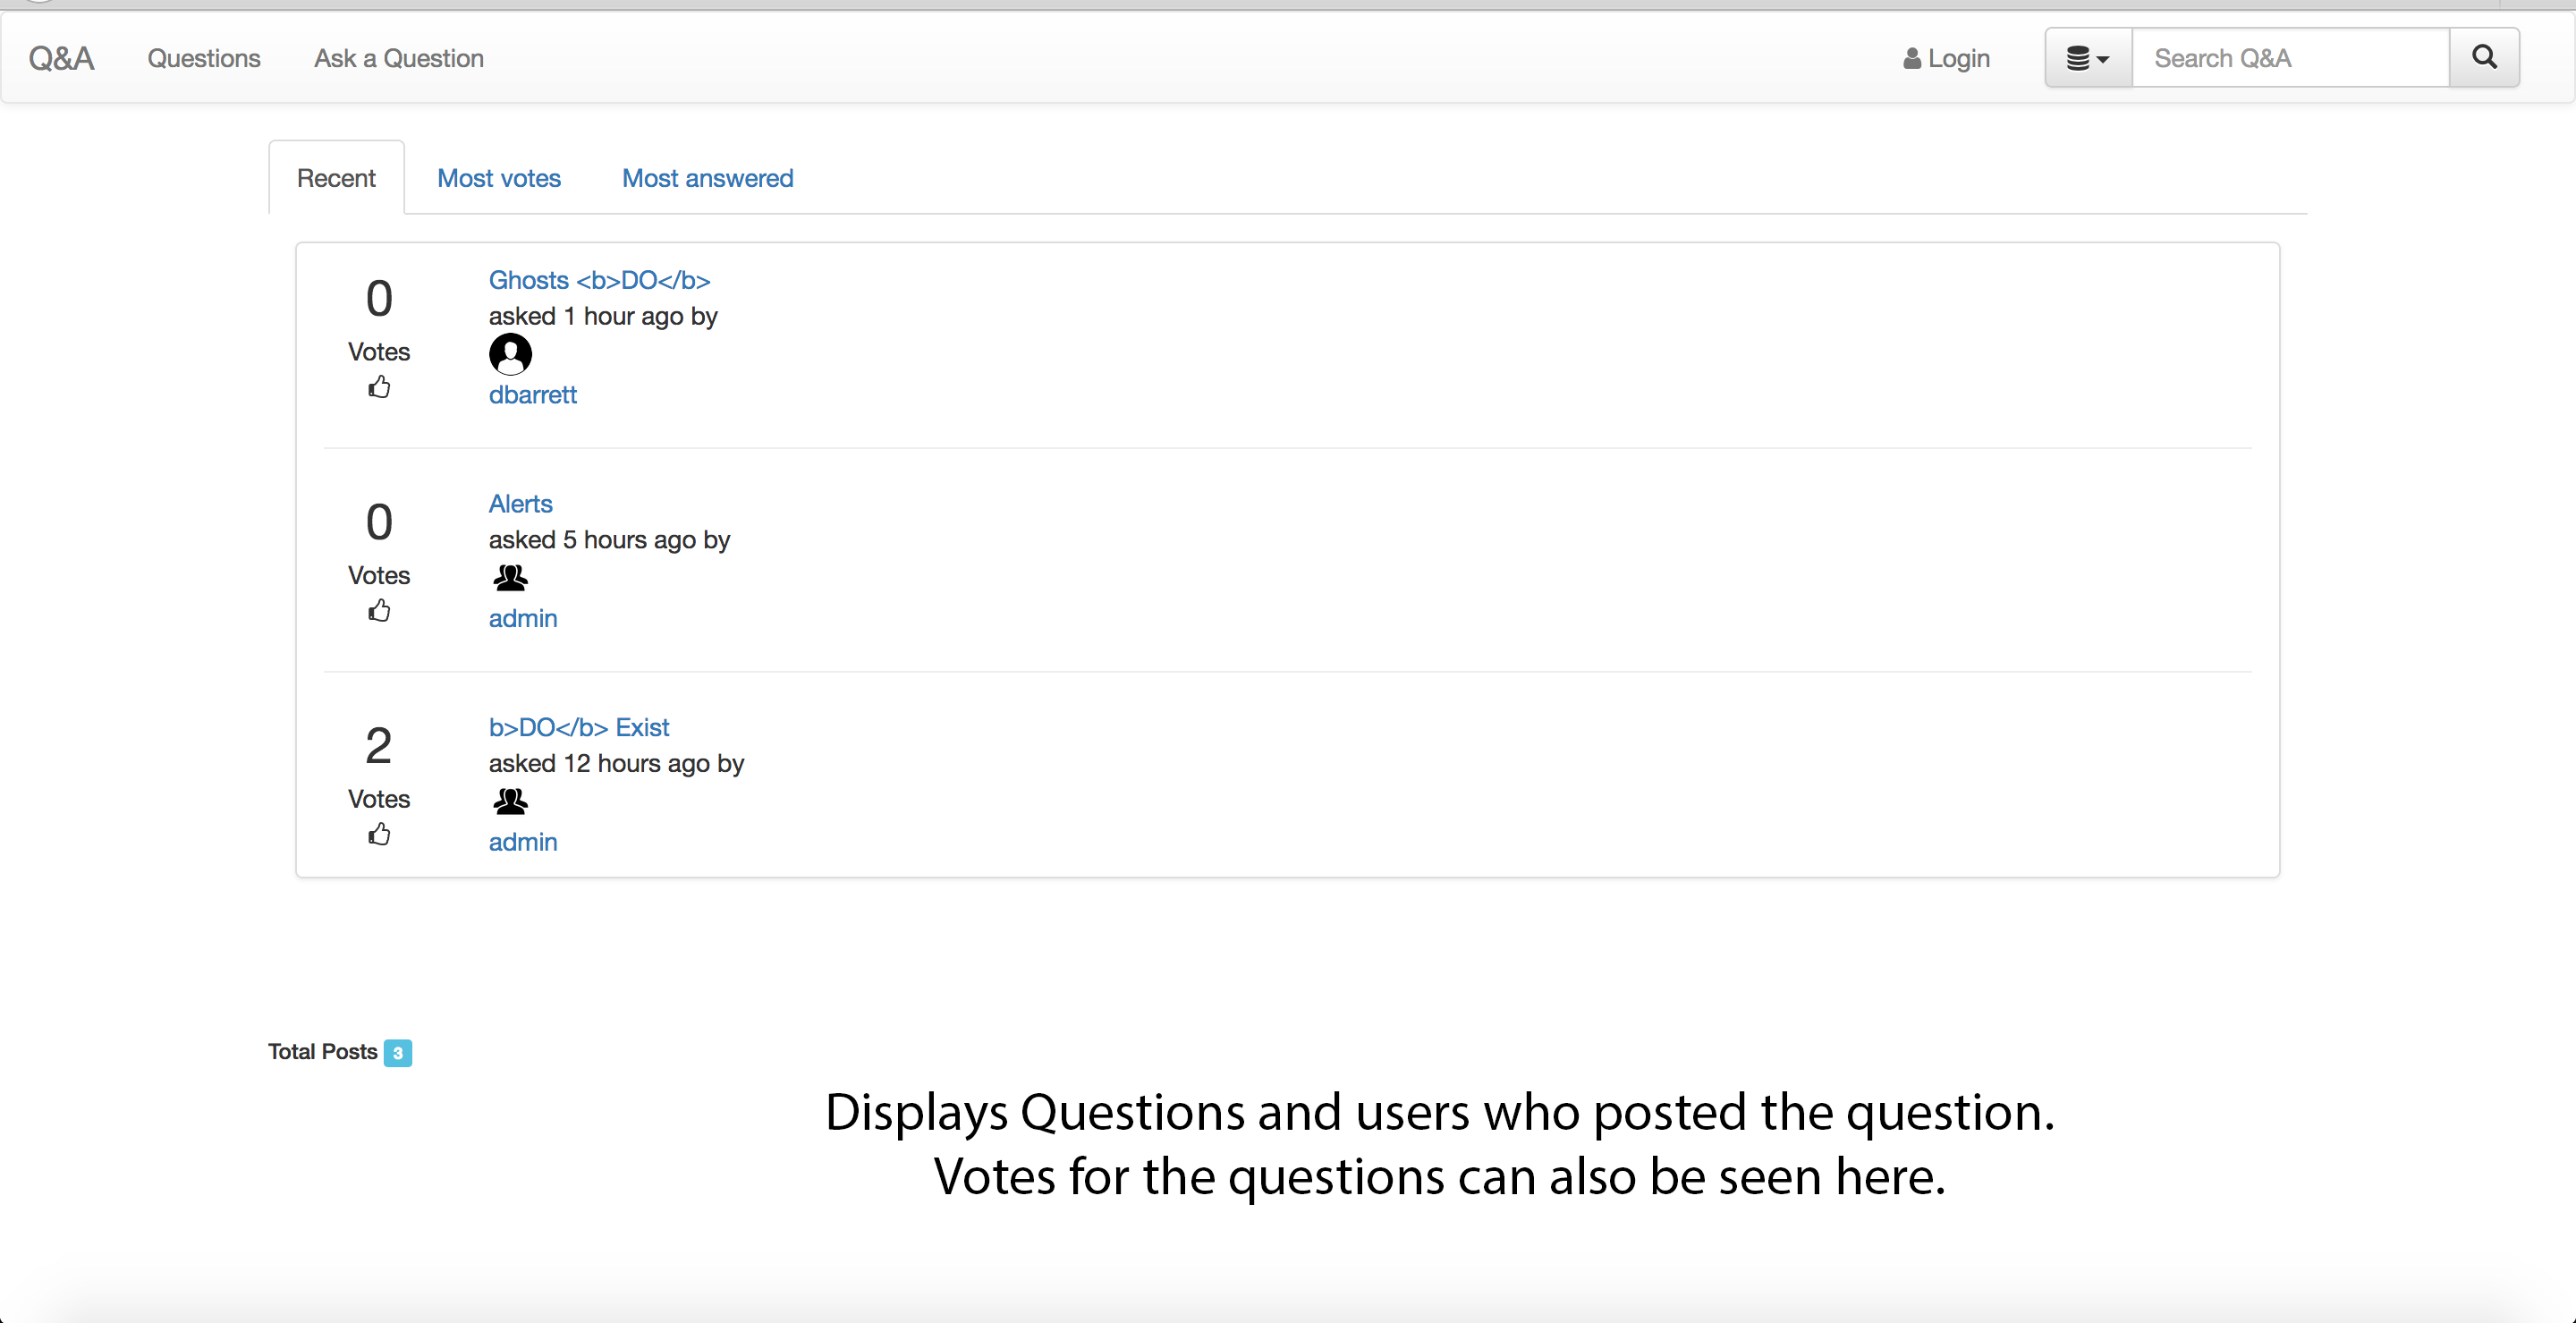 Q&A Questions Ask a Question Login Search Q&A
Recent Most votes Most answered
0
Votes
Ghosts <b>DO</b>
asked 1 hour ago by
dbarrett
0
Votes
Alerts
asked 5 hours ago by
admin
2
Votes
b>DO</b> Exist
asked 12 hours ago by
admin
Total Posts 3
Displays Questions and users who posted the question.
Votes for the questions can also be seen here.